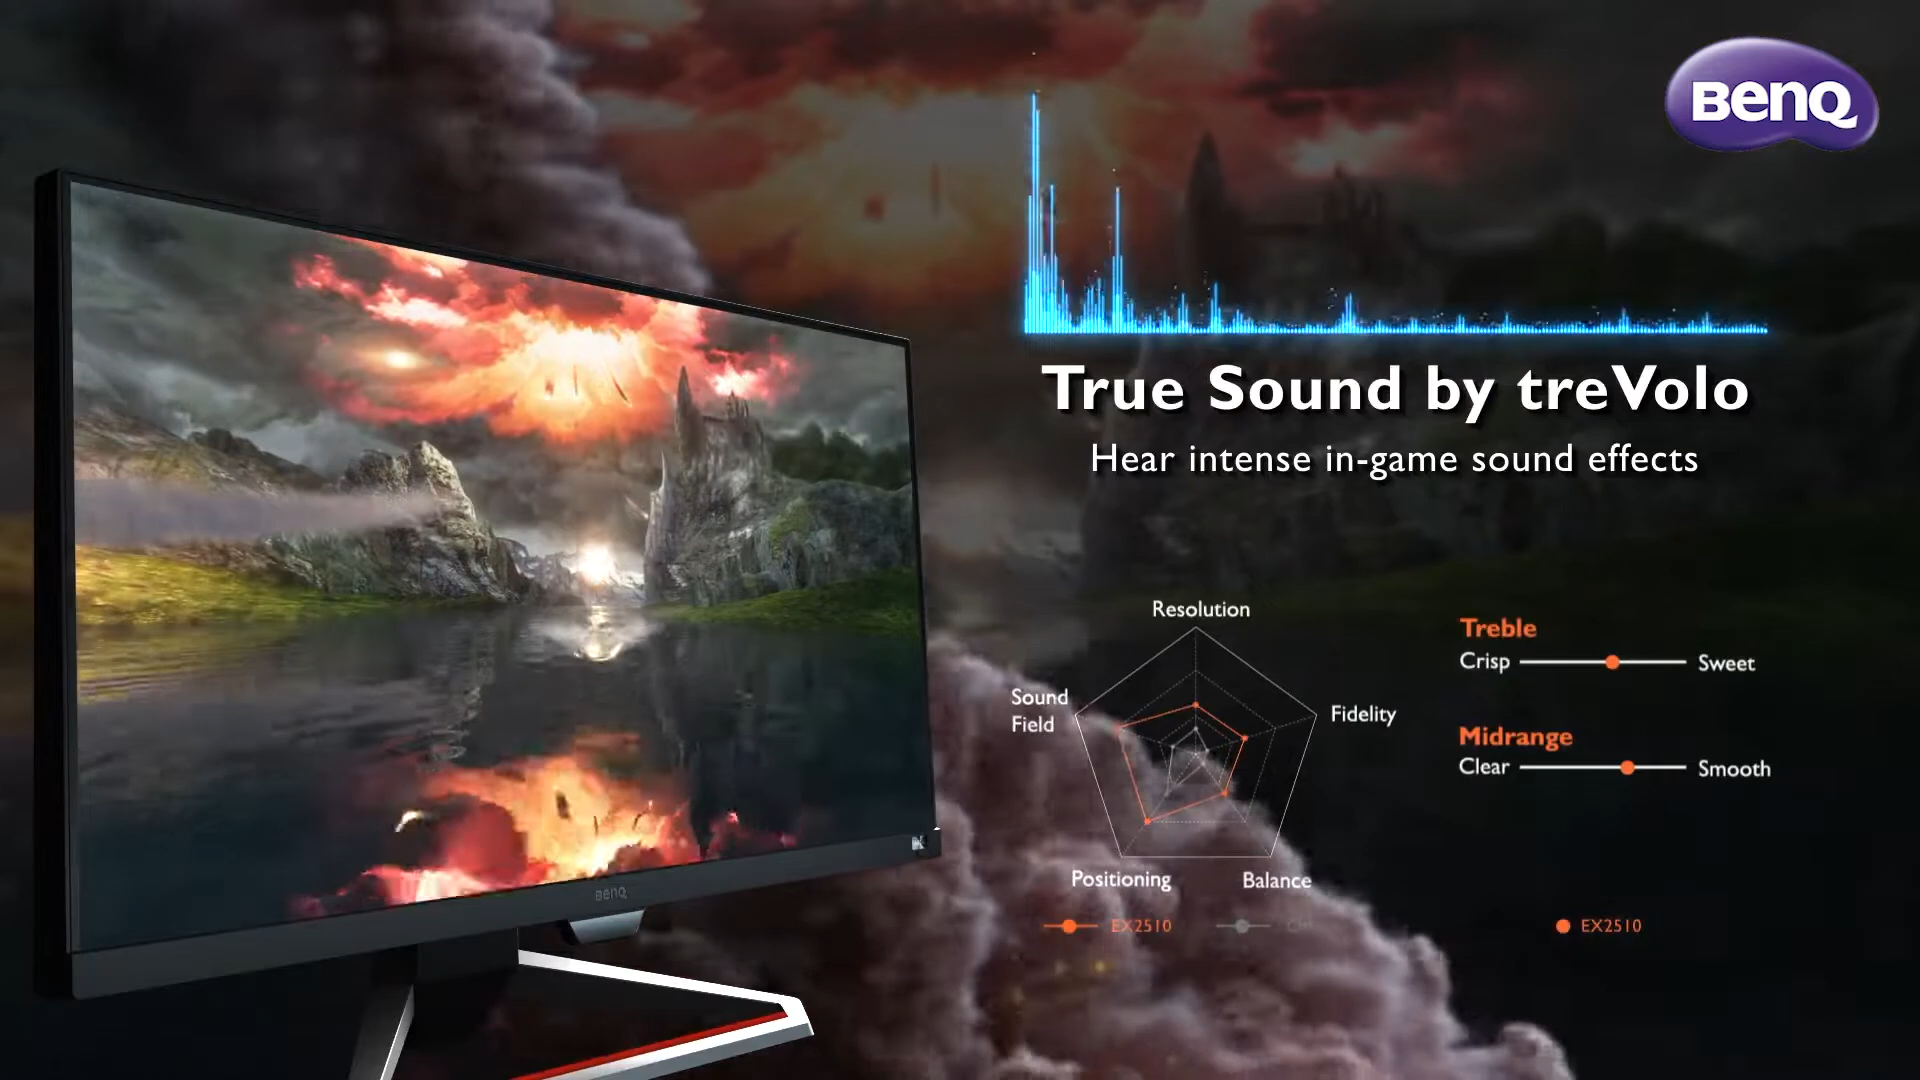 BenQ
True Sound by treVolo
Hear intense in-game sound effects
Resolution
Sound
Field
Fidelity
Positioning
Balance
EX2510
Treble
Crisp
Sweet
Midrange
Clear
Smooth
EX2510
BenQ